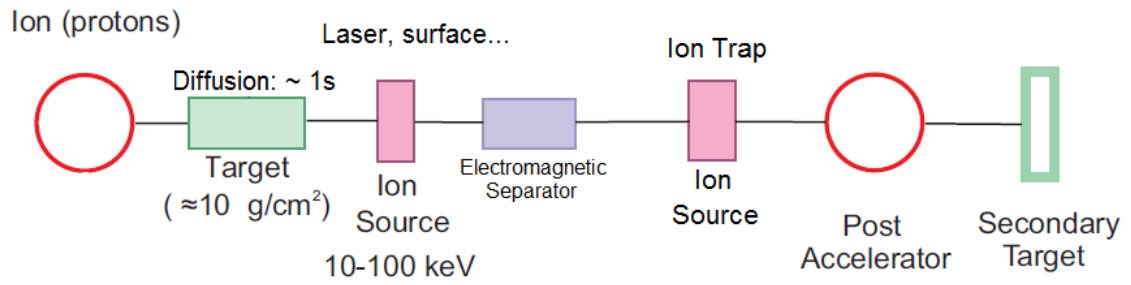 Ion (protons)
Diffusion: ~ 1s
Target
( ≈10 g/cm²)
Laser, surface...
Ion
Source
10-100 keV
Electromagnetic
Separator
Ion Trap
Ion
Source
Post
Accelerator
Secondary
Target